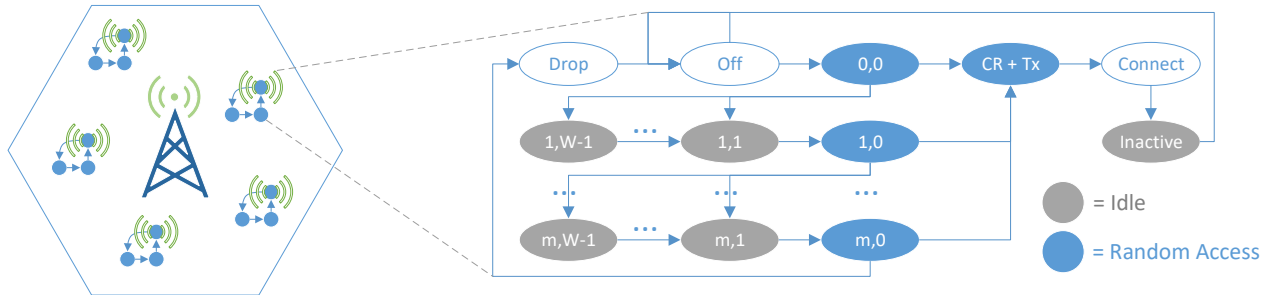 Drop Off 0,0 CR + Tx Connect
1,W-1 ... 1,1 1,0 Inactive
... ... ...
m,W-1 ... m,1 m,0
= Idle
= Random Access